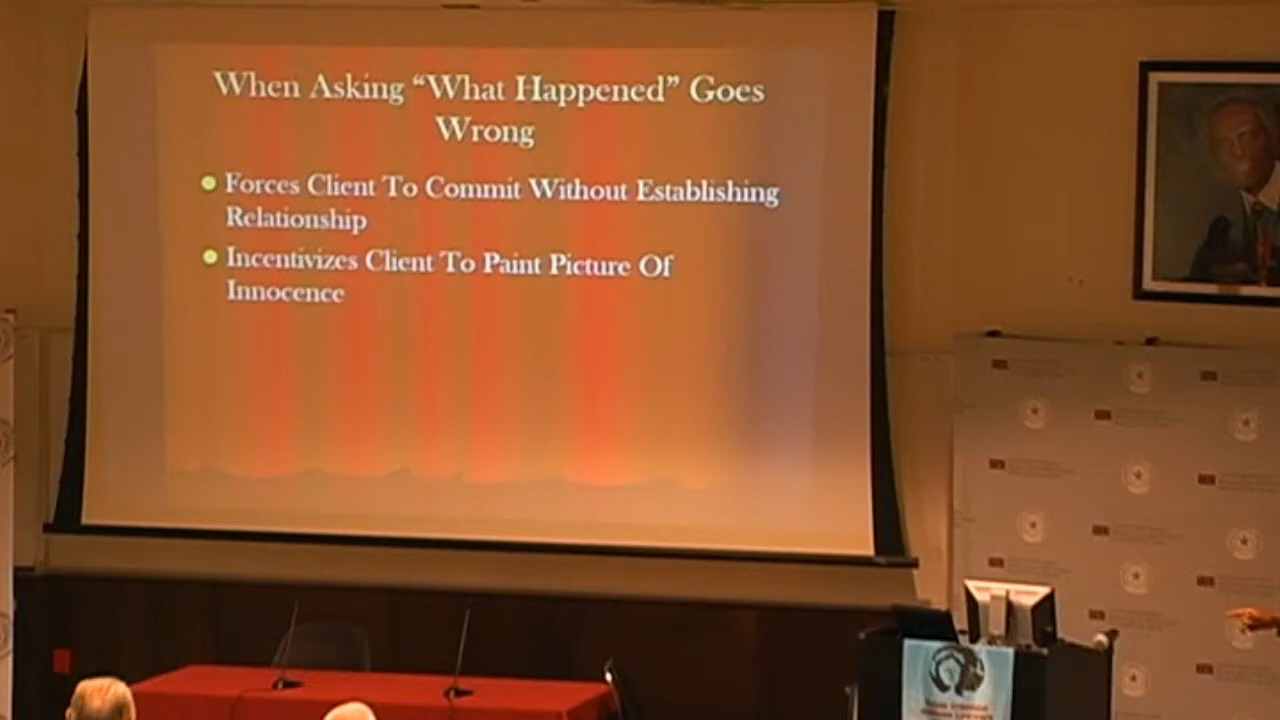 When Asking “What Happened” Goes
Wrong
Forces Client To Commit Without Establishing
Relationship
Incentivizes Client To Paint Picture Of
Innocence